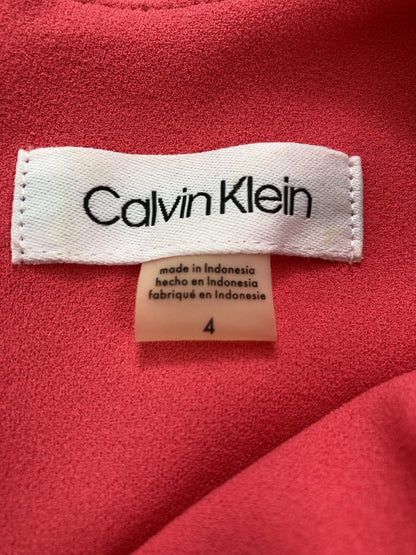 Calvin Klein
made in Indonesia
hecho en Indonesia
fabriqué en Indonesie
4